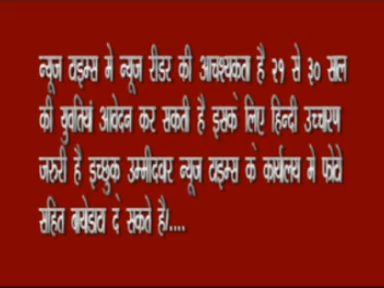 न्यूज टाइम्स मे न्यूज रीडर की आवश्यकता है २१ से ३० साल
की युवतियां आवेदन कर सकती है इसके लिए हिन्दी उच्चारण
जरुरी है इच्छुक उम्मीदवार न्यूज टाइम्स के कार्यालय मे फोटो
सहित बायोडाटा दे सकते है।....